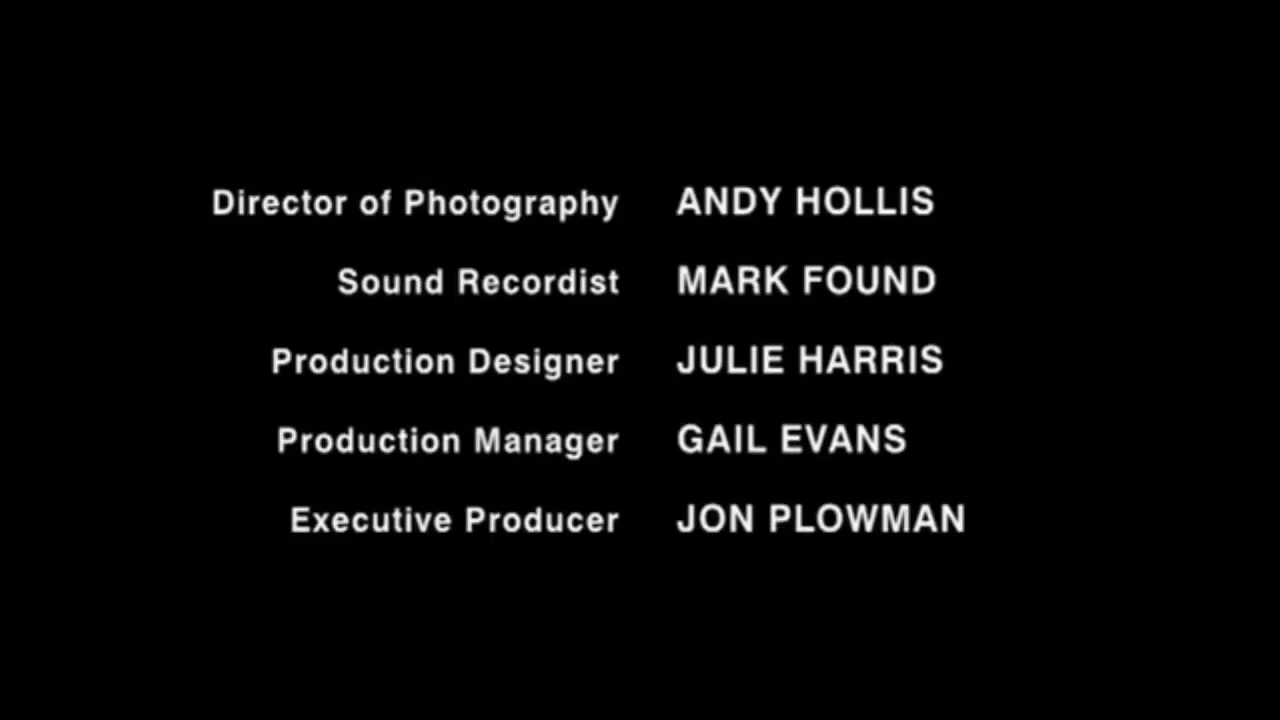 Director of Photography ANDY HOLLIS
Sound Recordist MARK FOUND
Production Designer JULIE HARRIS
Production Manager GAIL EVANS
Executive Producer JON PLOWMAN